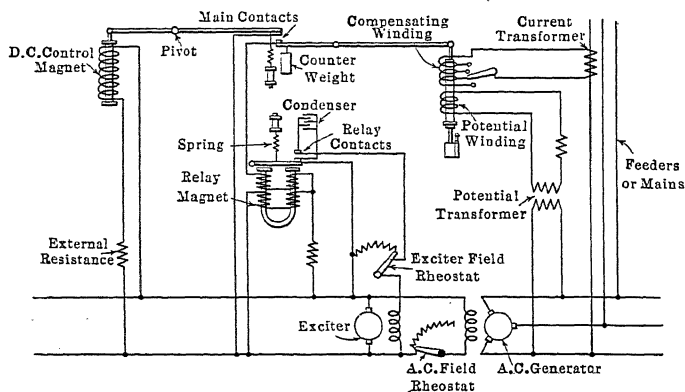 Main Contacts
D.C.Control
Magnet
Pivot
Counter
Weight
Compensating
Winding
Current
Transformer
Condenser
Spring
Relay
Contacts
Relay
Magnet
Potential
Winding
Feeders
or Mains
Potential
Transformer
External
Resistance
Exciter Field
Rheostat
Exciter
A.C.Field
Rheostat
A.C.Generator